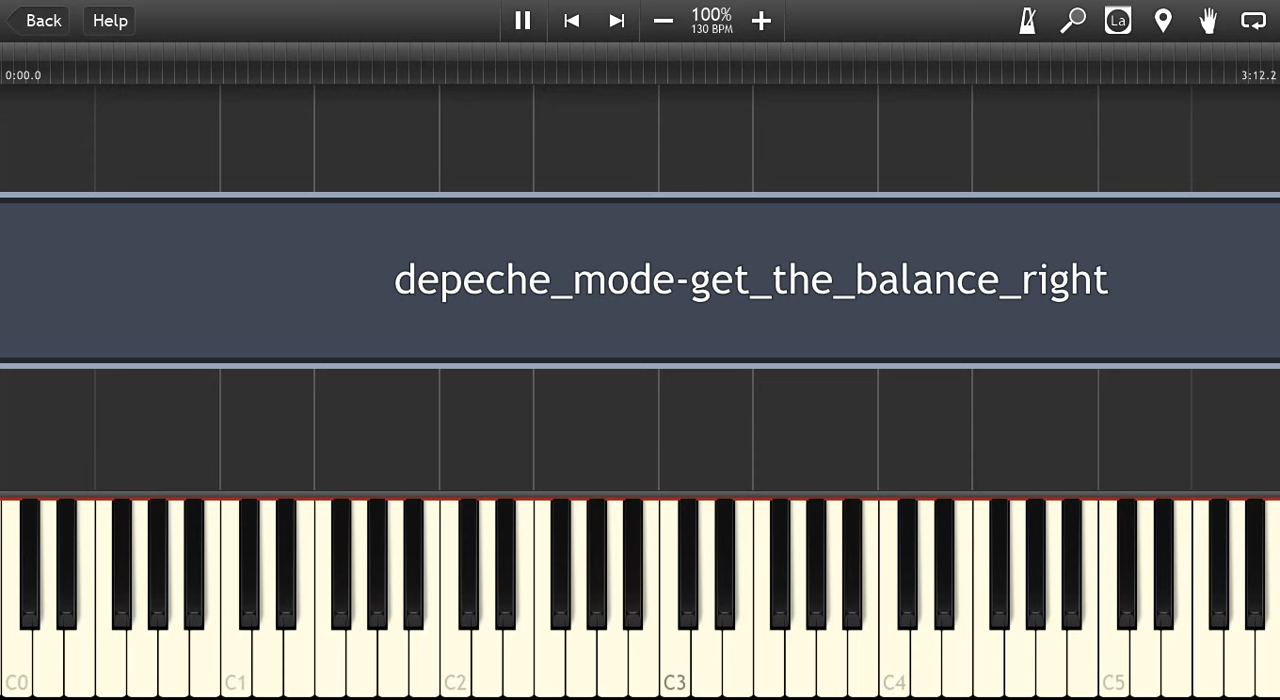 Back Help 100% La
130 BPM
0:00.0 3:12.2
depeche_mode-get_the_balance_right
C0 C1 C2 C3 C4 C5